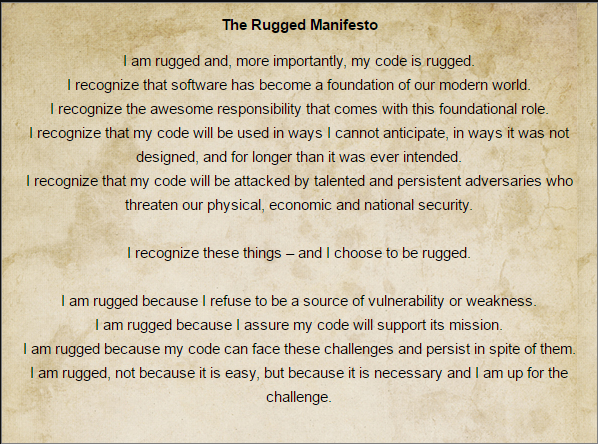 The Rugged Manifesto
I am rugged and, more importantly, my code is rugged.
I recognize that software has become a foundation of our modern world.
I recognize the awesome responsibility that comes with this foundational role.
I recognize that my code will be used in ways I cannot anticipate, in ways it was not
designed, and for longer than it was ever intended.
I recognize that my code will be attacked by talented and persistent adversaries who
threaten our physical, economic and national security.
I recognize these things – and I choose to be rugged.
I am rugged because I refuse to be a source of vulnerability or weakness.
I am rugged because I assure my code will support its mission.
I am rugged because my code can face these challenges and persist in spite of them.
I am rugged, not because it is easy, but because it is necessary and I am up for the
challenge.